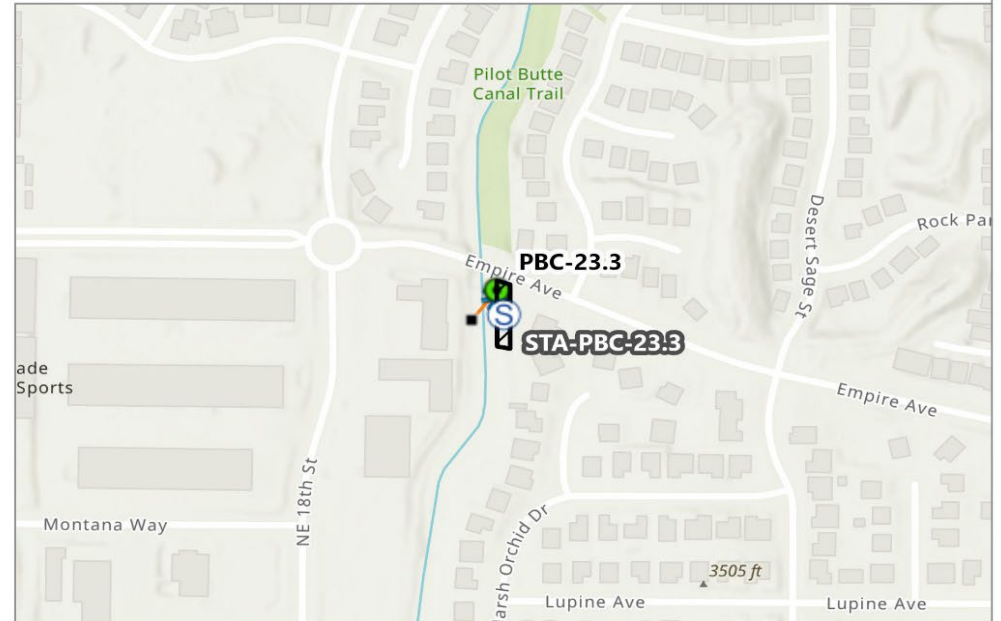 Pilot Butte
Canal Trail
Desert Sage St
Rock Par
Empire Ave
PBC-23.3
S
STA-PBC-23.3
ade
Sports
Empire Ave
NE 18th St
Montana Way
arsh Orchid Dr
3505 ft
Lupine Ave
Lupine Ave